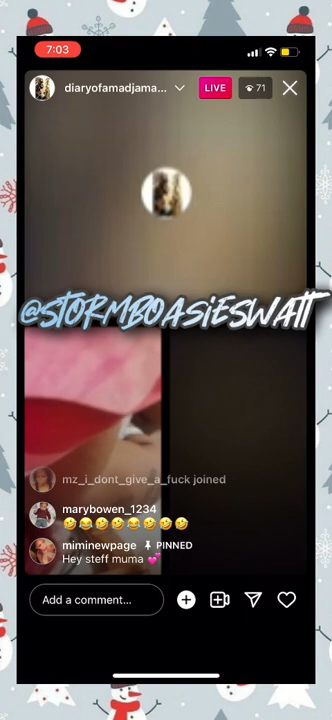 7:03
diaryofamadjama...
LIVE
71
@STORMBOASIESWATT
mz_i_dont_give_a_fuck joined
marybowen_1234
🤣😂🤣🤣😂🤣🤣🤣
miminewpage PINNED
Hey steff muma 💞
Add a comment...